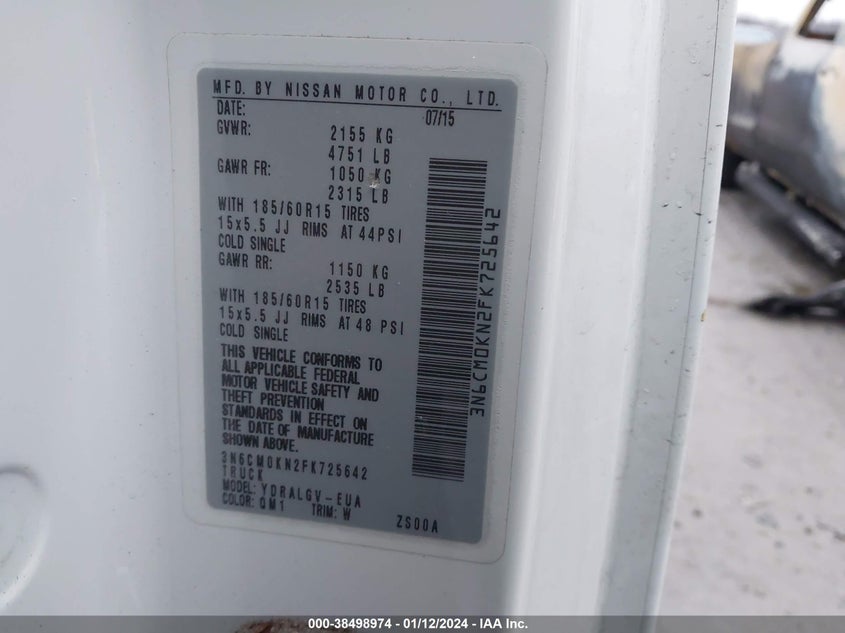 MFD. BY NISSAN MOTOR CO., LTD.
DATE: 07/15
GVWR: 2155 KG
4751 LB
GAWR FR: 1050 KG
2315 LB
WITH 185/60R15 TIRES
15x5.5 JJ RIMS AT 44PSI
COLD SINGLE
GAWR RR: 1150 KG
2535 LB
WITH 185/60R15 TIRES
15x5.5 JJ RIMS AT 48 PSI
COLD SINGLE
THIS VEHICLE CONFORMS TO
ALL APPLICABLE FEDERAL
MOTOR VEHICLE SAFETY AND
THEFT PREVENTION
STANDARDS IN EFFECT ON
THE DATE OF MANUFACTURE
SHOWN ABOVE.
3N6CM0KN2FK725642
TRUCK
MODEL: YDRALGV-EUA
COLOR: QM1 TRIM: W ZS00A
3N6CM0KN2FK725642
000-38498974 - 01/12/2024 - IAA Inc.